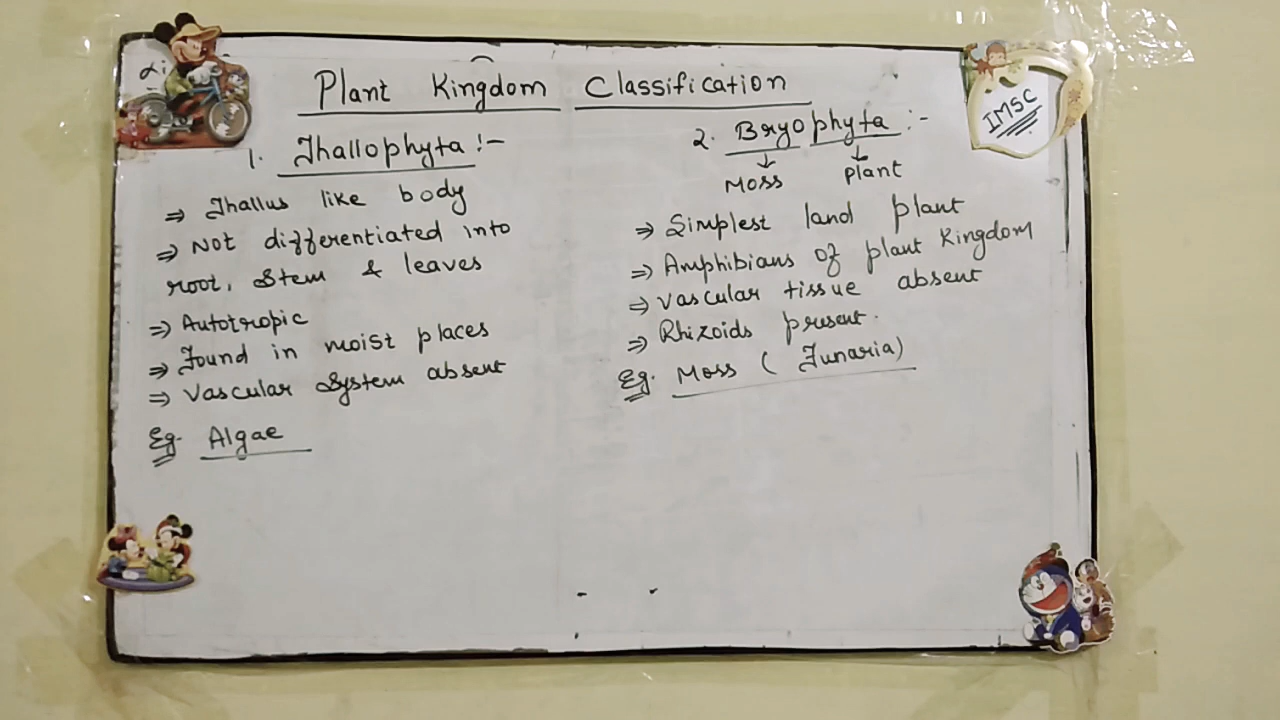 Plant Kingdom Classification
IMSC
1. Thallophyta :-
⇒ Thallus like body
⇒ Not differentiated into
root, Stem & leaves
⇒ Autotropic
⇒ Found in moist places
⇒ Vascular System absent
Eg. Algae
2. Bryophyta :-
Moss plant
⇒ Simplest land plant
⇒ Amphibians of plant Kingdom
⇒ Vascular tissue absent
⇒ Rhizoids present.
Eg. Moss ( Funaria)